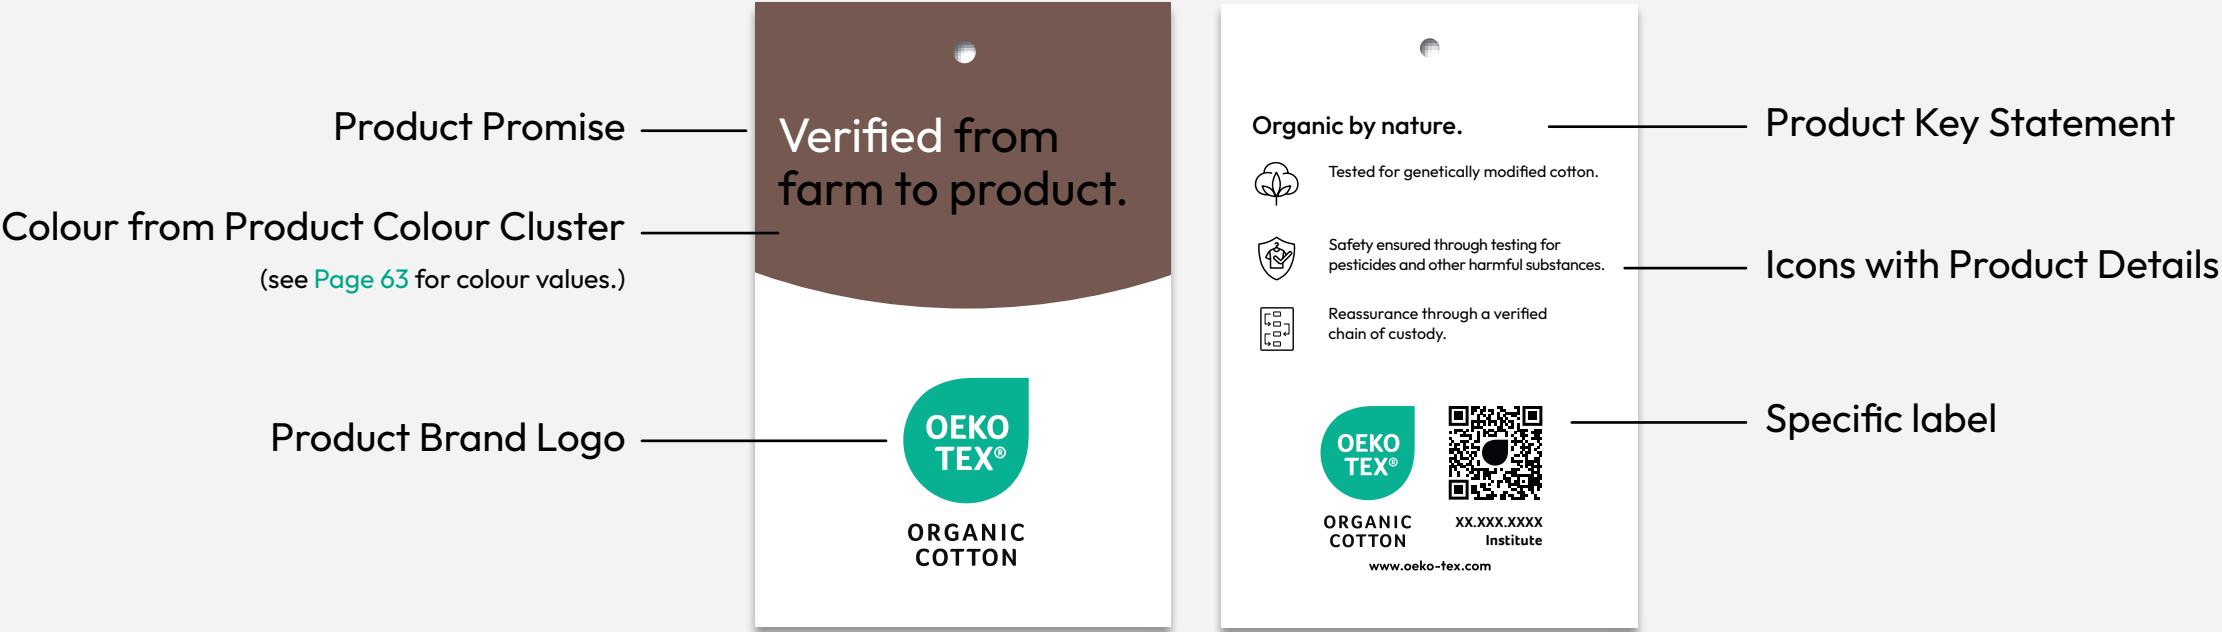 Product Promise
Colour from Product Colour Cluster
(see Page 63 for colour values.)
Product Brand Logo
Verified from
farm to product.
OEKO
TEX®
ORGANIC
COTTON
Organic by nature.
Tested for genetically modified cotton.
Safety ensured through testing for
pesticides and other harmful substances.
Reassurance through a verified
chain of custody.
OEKO
TEX®
ORGANIC
COTTON
XX.XXX.XXXX
Institute
www.oeko-tex.com
Product Key Statement
Icons with Product Details
Specific label